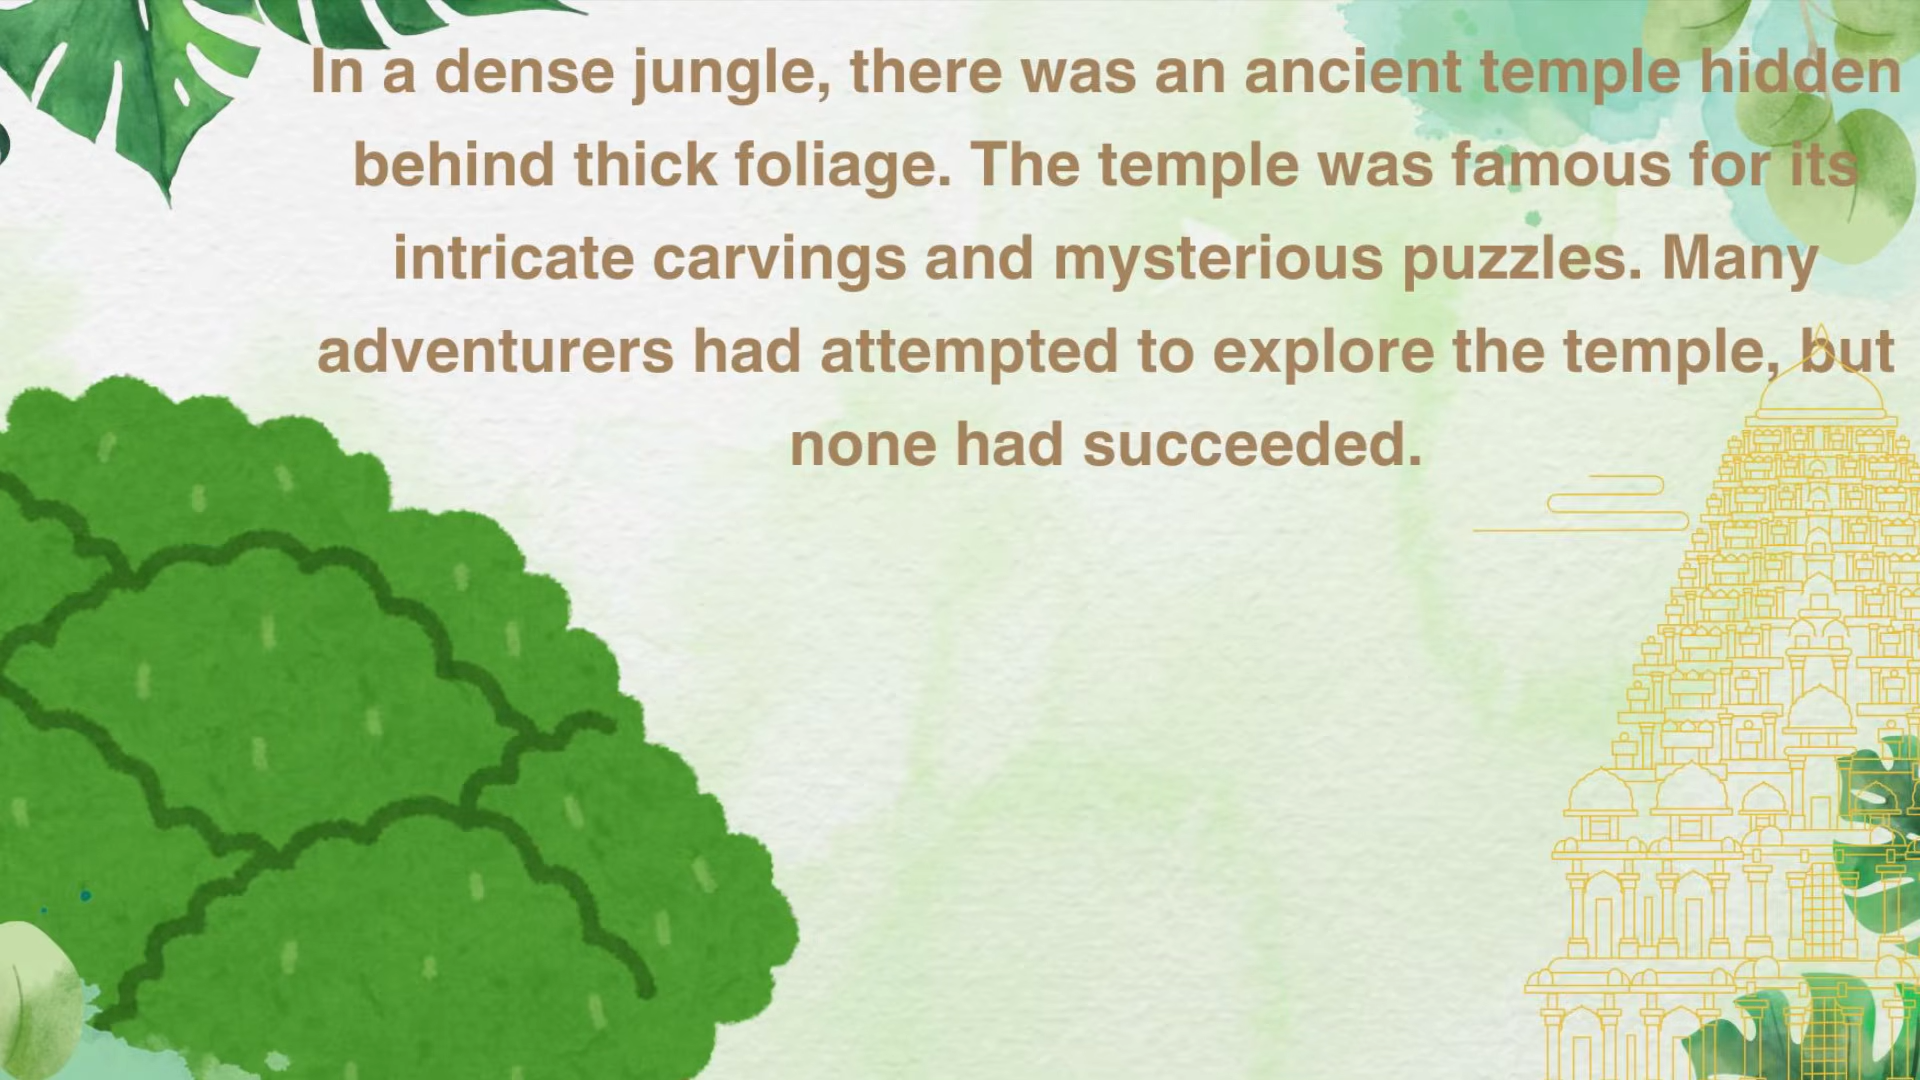 In a dense jungle, there was an ancient temple hidden
behind thick foliage. The temple was famous for its
intricate carvings and mysterious puzzles. Many
adventurers had attempted to explore the temple, but
none had succeeded.